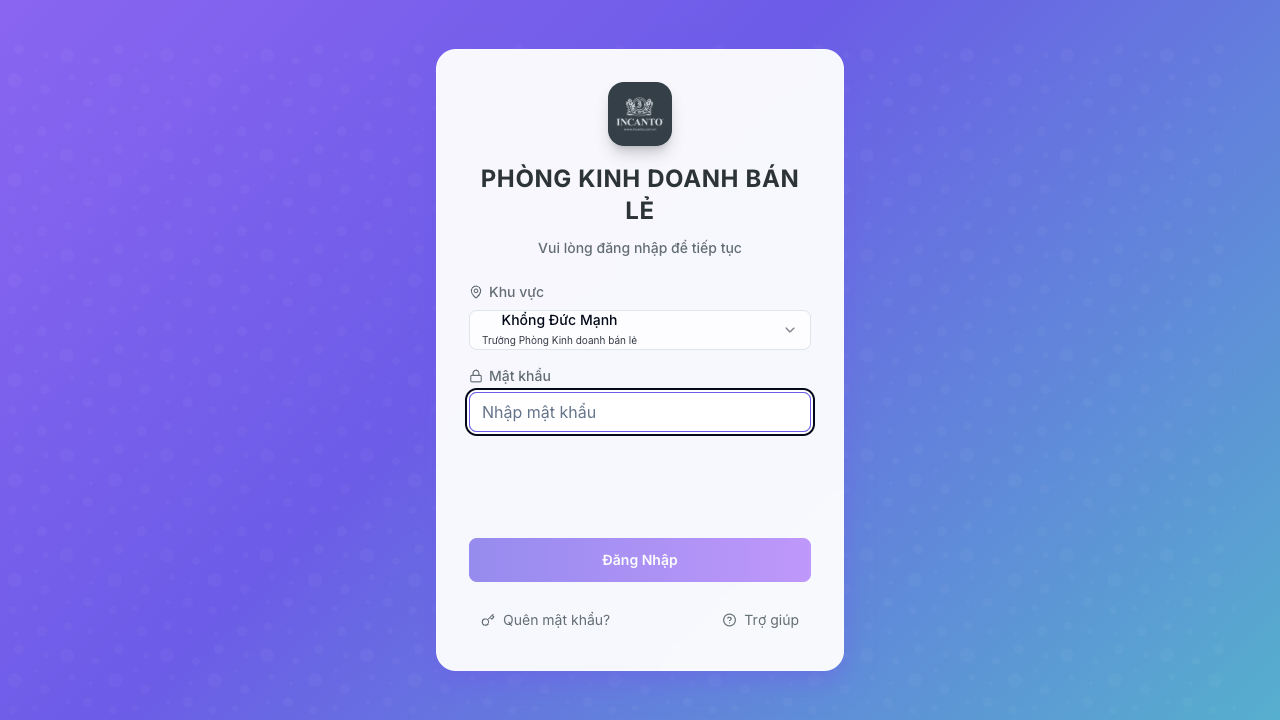 INCANTO
PHÒNG KINH DOANH BÁN
LẺ
Vui lòng đăng nhập để tiếp tục
Khu vực
Khổng Đức Mạnh
Trưởng Phòng Kinh doanh bán lẻ
Mật khẩu
Nhập mật khẩu
Đăng Nhập
Quên mật khẩu?
Trợ giúp